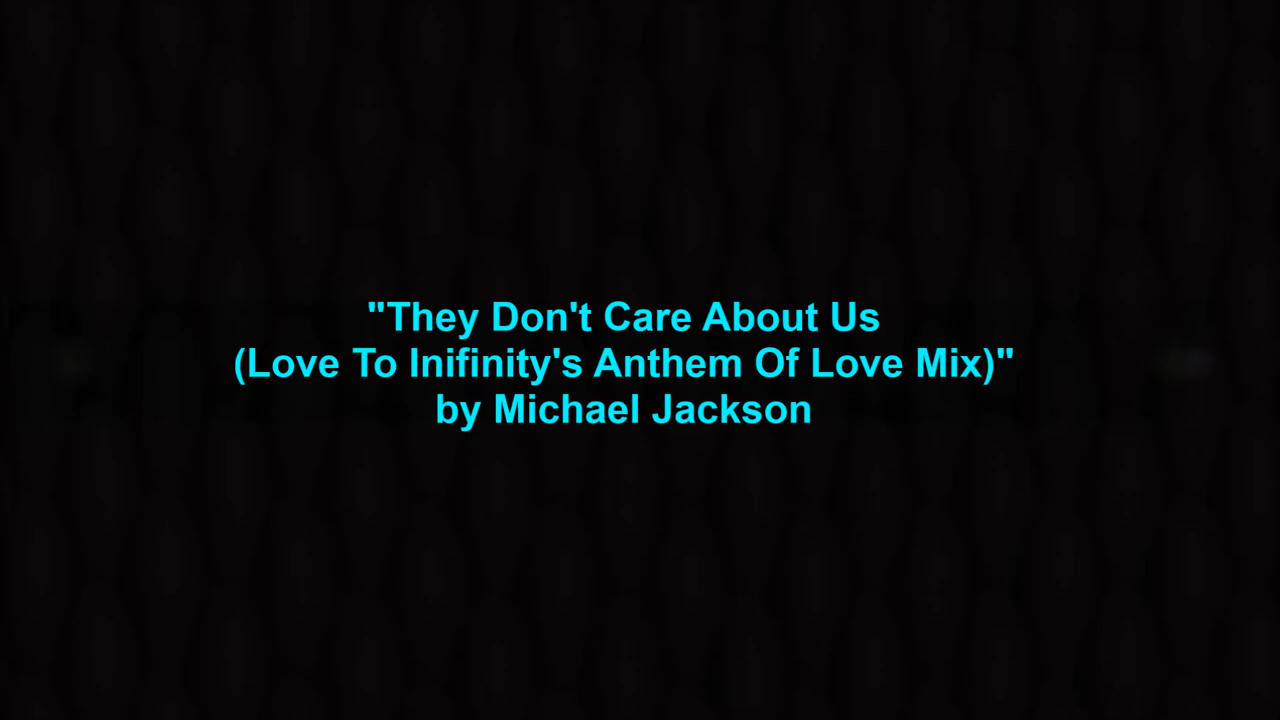 "They Don't Care About Us
(Love To Inifinity's Anthem Of Love Mix)"
by Michael Jackson